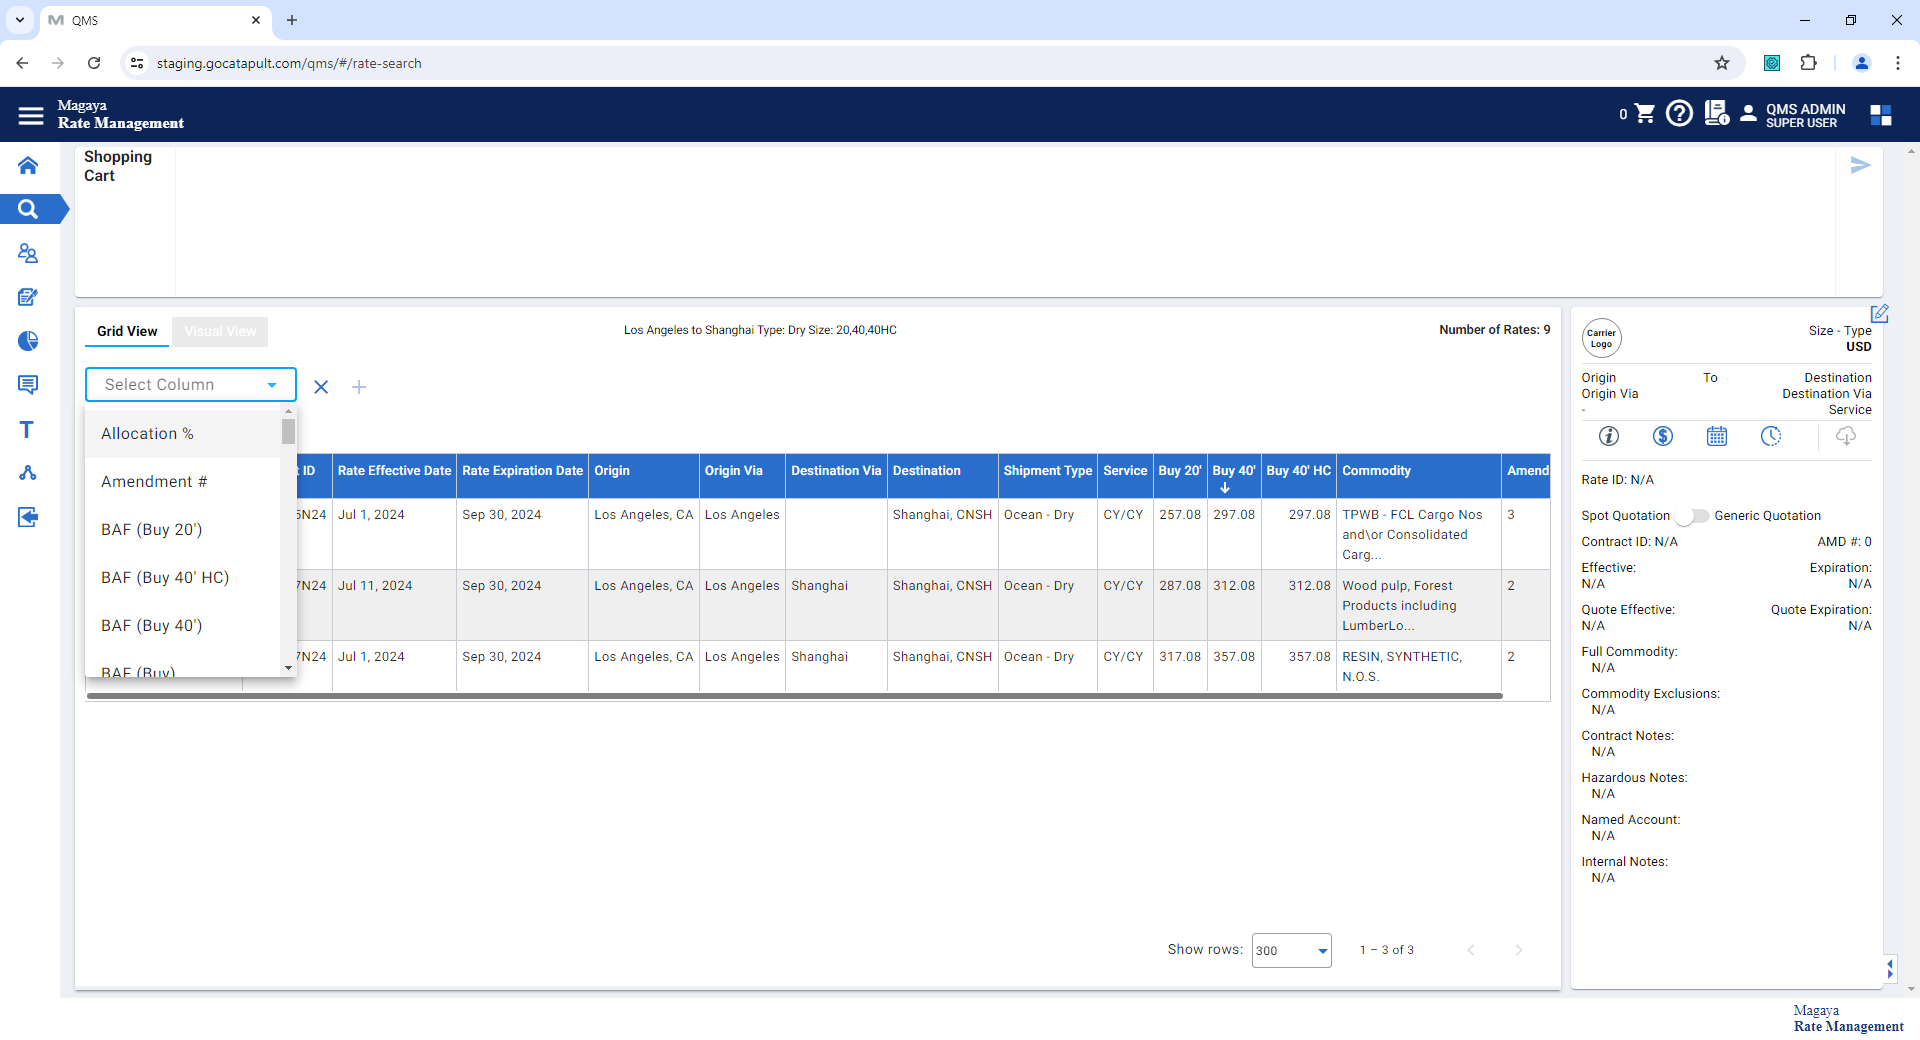 QMS
staging.gocatapult.com/qms/#/rate-search
Magaya
Rate Management
0
QMS ADMIN
SUPER USER
Shopping
Cart
Grid View
Visual View
Los Angeles to Shanghai Type: Dry Size: 20,40,40HC
Number of Rates: 9
Select Column
Allocation %
Amendment #
BAF (Buy 20')
BAF (Buy 40' HC)
BAF (Buy 40')
BAF (Buy)
ID Rate Effective Date Rate Expiration Date Origin Origin Via Destination Via Destination Shipment Type Service Buy 20' Buy 40' Buy 40' HC Commodity Amend
N24 Jul 1, 2024 Sep 30, 2024 Los Angeles, CA Los Angeles Shanghai, CNSH Ocean - Dry CY/CY 257.08 297.08 297.08 TPWB - FCL Cargo Nos 3
and\or Consolidated
Carg...
7N24 Jul 11, 2024 Sep 30, 2024 Los Angeles, CA Los Angeles Shanghai Shanghai, CNSH Ocean - Dry CY/CY 287.08 312.08 312.08 Wood pulp, Forest 2
Products including
LumberLo...
7N24 Jul 1, 2024 Sep 30, 2024 Los Angeles, CA Los Angeles Shanghai Shanghai, CNSH Ocean - Dry CY/CY 317.08 357.08 357.08 RESIN, SYNTHETIC, 2
N.O.S.
Show rows: 300 1 – 3 of 3
Carrier
Logo
Size - Type
USD
Origin To Destination
Origin Via Destination Via
- Service
Rate ID: N/A
Spot Quotation Generic Quotation
Contract ID: N/A AMD #: 0
Effective: Expiration:
N/A N/A
Quote Effective: Quote Expiration:
N/A N/A
Full Commodity:
N/A
Commodity Exclusions:
N/A
Contract Notes:
N/A
Hazardous Notes:
N/A
Named Account:
N/A
Internal Notes:
N/A
Magaya
Rate Management